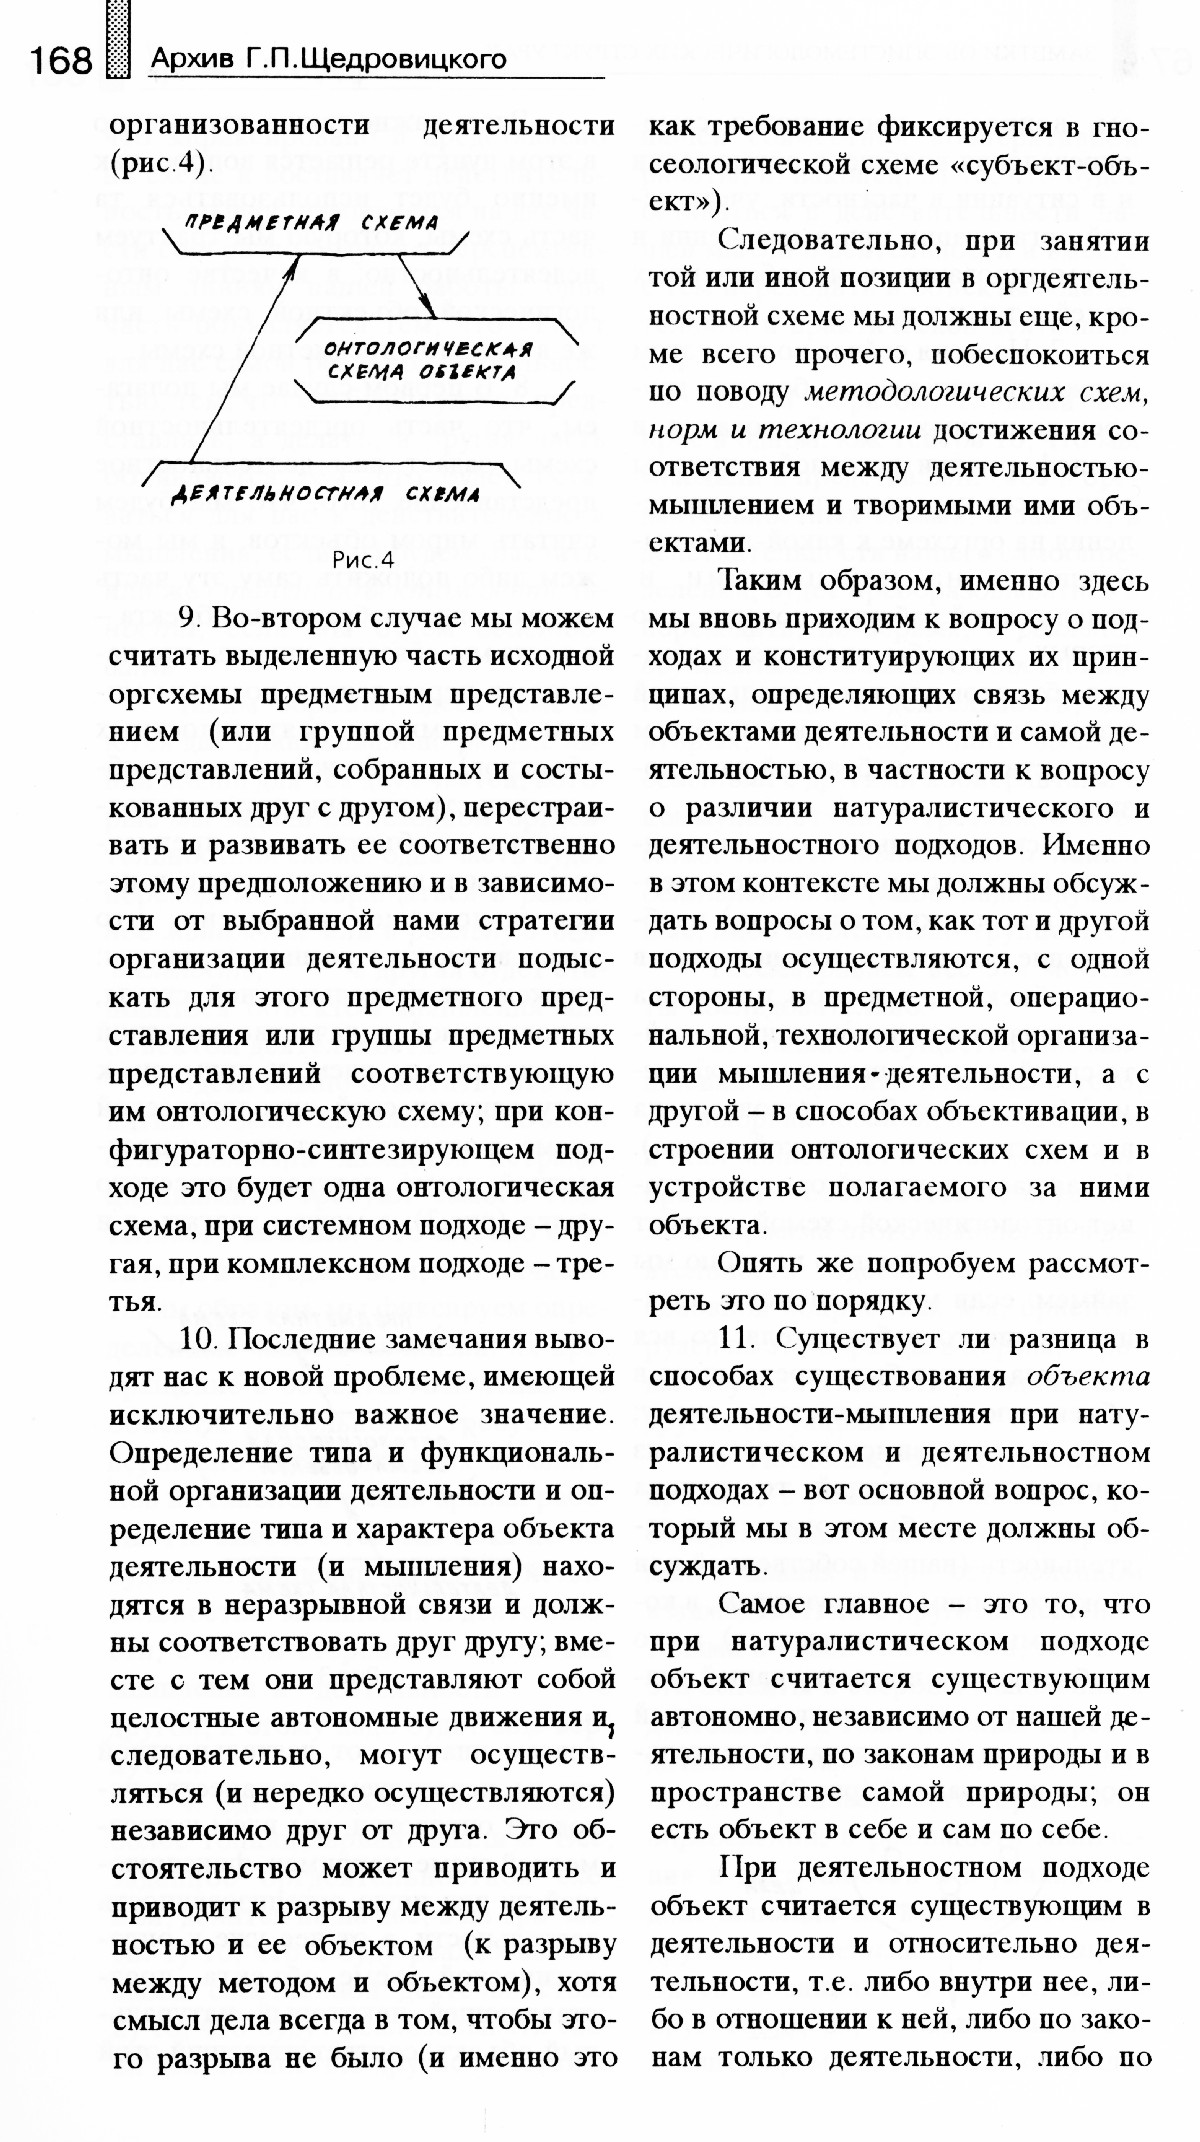 168
Архив Г.П.Щедровицкого
организованности деятельности
(рис.4).
ПРЕДМЕТНАЯ СХЕМА
ОНТОЛОГИЧЕСКАЯ
СХЕМА ОБЪЕКТА
ДЕЯТЕЛЬНОСТНАЯ СХЕМА
Рис.4
9. Во-втором случае мы можем
считать выделенную часть исходной
оргсхемы предметным представле-
нием (или группой предметных
представлений, собранных и состы-
кованных друг с другом), перестраи-
вать и развивать ее соответственно
этому предположению и в зависимо-
сти от выбранной нами стратегии
организации деятельности подыс-
кать для этого предметного пред-
ставления или группы предметных
представлений соответствующую
им онтологическую схему; при кон-
фигураторно-синтезирующем под-
ходе это будет одна онтологическая
схема, при системном подходе – дру-
гая, при комплексном подходе – тре-
тья.
10. Последние замечания выво-
дят нас к новой проблеме, имеющей
исключительно важное значение.
Определение типа и функциональ-
ной организации деятельности и оп-
ределение типа и характера объекта
деятельности (и мышления) нахо-
дятся в неразрывной связи и долж-
ны соответствовать друг другу; вме-
сте с тем они представляют собой
целостные автономные движения и,
следовательно, могут осуществ-
ляться (и нередко осуществляются)
независимо друг от друга. Это об-
стоятельство может приводить и
приводит к разрыву между деятель-
ностью и ее объектом (к разрыву
между методом и объектом), хотя
смысл дела всегда в том, чтобы это-
го разрыва не было (и именно это
как требование фиксируется в гно-
сеологической схеме «субъект-объ-
ект»).
Следовательно, при занятии
той или иной позиции в оргдеятель-
ностной схеме мы должны еще, кро-
ме всего прочего, побеспокоиться
по поводу методологических схем,
норм и технологии достижения со-
ответствия между деятельностью-
мышлением и творимыми ими объ-
ектами.
Таким образом, именно здесь
мы вновь приходим к вопросу о под-
ходах и конституирующих их прин-
ципах, определяющих связь между
объектами деятельности и самой де-
ятельностью, в частности к вопросу
о различии натуралистического и
деятельностного подходов. Именно
в этом контексте мы должны обсуж-
дать вопросы о том, как тот и другой
подходы осуществляются, с одной
стороны, в предметной, операцио-
нальной, технологической организа-
ции мышления-деятельности, а с
другой – в способах объективации, в
строении онтологических схем и в
устройстве полагаемого за ними
объекта.
Опять же попробуем рассмот-
реть это по порядку.
11. Существует ли разница в
способах существования объекта
деятельности-мышления при нату-
ралистическом и деятельностном
подходах – вот основной вопрос, ко-
торый мы в этом месте должны об-
суждать.
Самое главное – это то, что
при натуралистическом подходе
объект считается существующим
автономно, независимо от нашей де-
ятельности, по законам природы и в
пространстве самой природы; он
есть объект в себе и сам по себе.
При деятельностном подходе
объект считается существующим в
деятельности и относительно дея-
тельности, т.е. либо внутри нее, ли-
бо в отношении к ней, либо по зако-
нам только деятельности, либо по